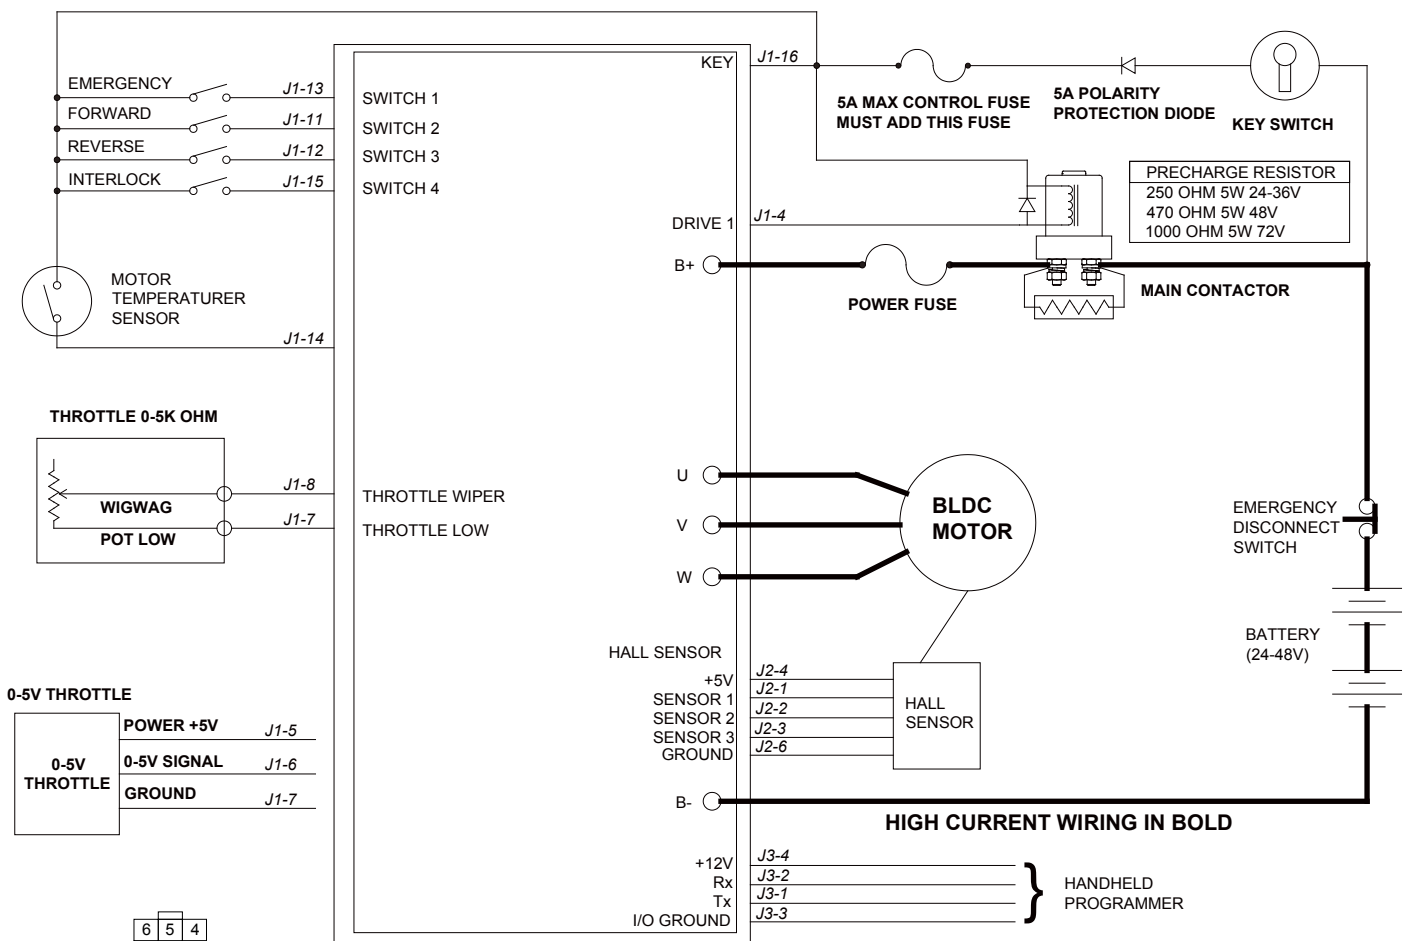 KEY
J1-16
5A MAX CONTROL FUSE
MUST ADD THIS FUSE
5A POLARITY
PROTECTION DIODE
KEY SWITCH
EMERGENCY
J1-13
SWITCH 1
FORWARD
J1-11
SWITCH 2
REVERSE
J1-12
SWITCH 3
INTERLOCK
J1-15
SWITCH 4
PRECHARGE RESISTOR
250 OHM 5W 24-36V
470 OHM 5W 48V
1000 OHM 5W 72V
DRIVE 1
J1-4
B+
POWER FUSE
MAIN CONTACTOR
MOTOR
TEMPERATURER
SENSOR
J1-14
THROTTLE 0-5K OHM
J1-8
WIGWAG
THROTTLE WIPER
J1-7
POT LOW
THROTTLE LOW
U
V
W
BLDC
MOTOR
EMERGENCY
DISCONNECT
SWITCH
BATTERY
(24-48V)
HALL SENSOR
+5V
J2-4
SENSOR 1
J2-1
SENSOR 2
J2-2
SENSOR 3
J2-3
GROUND
J2-6
HALL
SENSOR
0-5V THROTTLE
0-5V
THROTTLE
POWER +5V
J1-5
0-5V SIGNAL
J1-6
GROUND
J1-7
B-
HIGH CURRENT WIRING IN BOLD
+12V
J3-4
Rx
J3-2
Tx
J3-1
I/O GROUND
J3-3
HANDHELD
PROGRAMMER
6 5 4